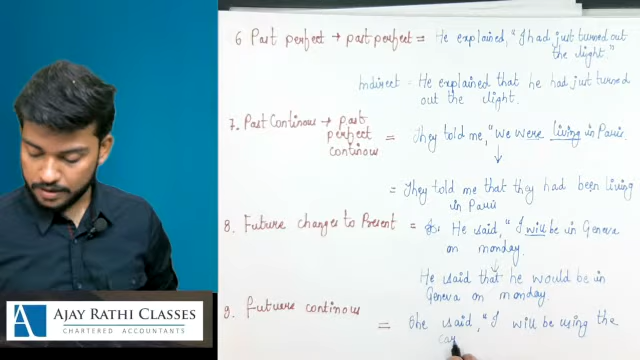 6 Past perfect → past perfect = He explained, "I had just turned out
the light."
Indirect = He explained that he had just turned
out the light.
7. Past Continous → past
perfect
continous = They told me, "We were living in Paris.
= They told me that they had been living
in Paris
8. Future changes to Present = He said, "I will be in Geneva
on monday.
He said that he would be in
Geneva on monday.
9. Future continous = She said, "I will be using the
car
AJAY RATHI CLASSES
CHARTERED ACCOUNTANTS